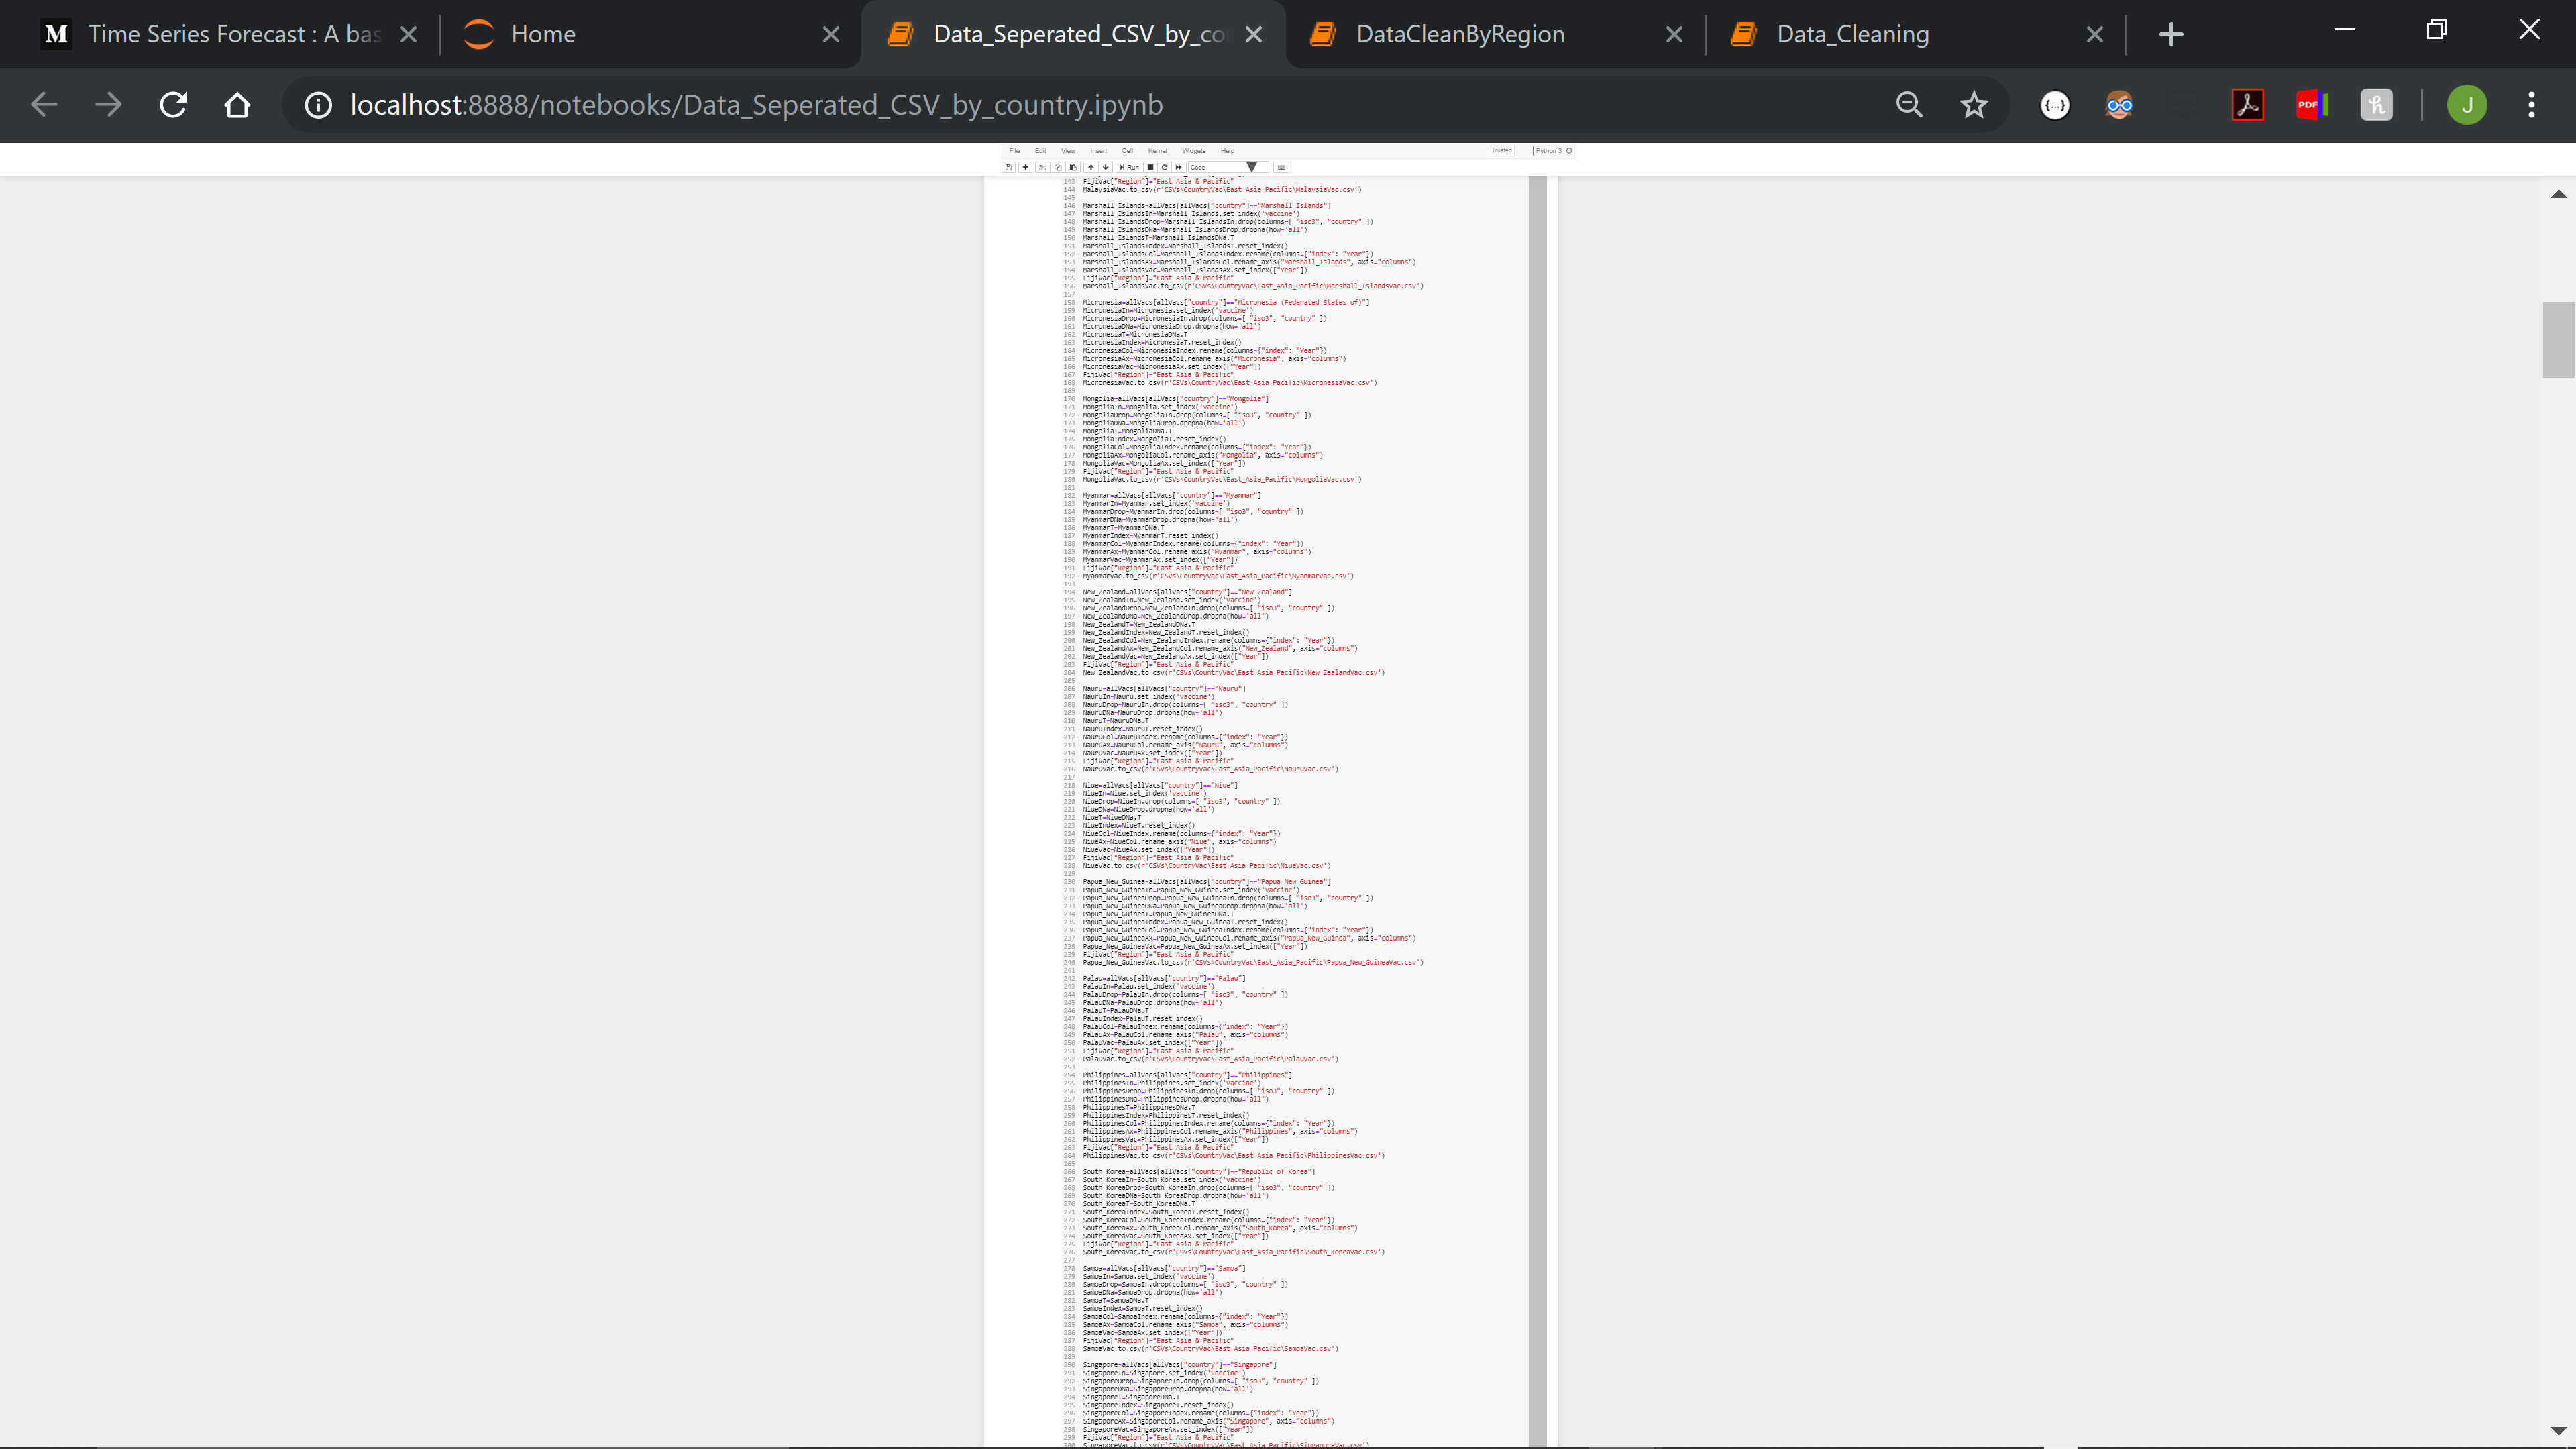 Time Series Forecast : A bas
Home
Data_Seperated_CSV_by_co
DataCleanByRegion
Data_Cleaning
localhost:8888/notebooks/Data_Seperated_CSV_by_country.ipynb
PDF
J
File Edit View Insert Cell Kernel Widgets Help Trusted Python 3
Run Code
143 FijiVac["Region"]="East Asia & Pacific"
144 MalaysiaVac.to_csv(r'CSVs\CountryVac\East_Asia_Pacific\MalaysiaVac.csv')
145
146 Marshall_Islands=allVacs[allVacs["country"]=="Marshall Islands"]
147 Marshall_IslandsIn=Marshall_Islands.set_index('vaccine')
148 Marshall_IslandsDrop=Marshall_IslandsIn.drop(columns=[ "iso3", "country" ])
149 Marshall_IslandsDNa=Marshall_IslandsDrop.dropna(how='all')
150 Marshall_IslandsT=Marshall_IslandsDNa.T
151 Marshall_IslandsIndex=Marshall_IslandsT.reset_index()
152 Marshall_IslandsCol=Marshall_IslandsIndex.rename(columns={"index": "Year"})
153 Marshall_IslandsAx=Marshall_IslandsCol.rename_axis("Marshall_Islands", axis="columns")
154 Marshall_IslandsVac=Marshall_IslandsAx.set_index(["Year"])
155 FijiVac["Region"]="East Asia & Pacific"
156 Marshall_IslandsVac.to_csv(r'CSVs\CountryVac\East_Asia_Pacific\Marshall_IslandsVac.csv')
157
158 Micronesia=allVacs[allVacs["country"]=="Micronesia (Federated States of)"]
159 MicronesiaIn=Micronesia.set_index('vaccine')
160 MicronesiaDrop=MicronesiaIn.drop(columns=[ "iso3", "country" ])
161 MicronesiaDNa=MicronesiaDrop.dropna(how='all')
162 MicronesiaT=MicronesiaDNa.T
163 MicronesiaIndex=MicronesiaT.reset_index()
164 MicronesiaCol=MicronesiaIndex.rename(columns={"index": "Year"})
165 MicronesiaAx=MicronesiaCol.rename_axis("Micronesia", axis="columns")
166 MicronesiaVac=MicronesiaAx.set_index(["Year"])
167 FijiVac["Region"]="East Asia & Pacific"
168 MicronesiaVac.to_csv(r'CSVs\CountryVac\East_Asia_Pacific\MicronesiaVac.csv')
169
170 Mongolia=allVacs[allVacs["country"]=="Mongolia"]
171 MongoliaIn=Mongolia.set_index('vaccine')
172 MongoliaDrop=MongoliaIn.drop(columns=[ "iso3", "country" ])
173 MongoliaDNa=MongoliaDrop.dropna(how='all')
174 MongoliaT=MongoliaDNa.T
175 MongoliaIndex=MongoliaT.reset_index()
176 MongoliaCol=MongoliaIndex.rename(columns={"index": "Year"})
177 MongoliaAx=MongoliaCol.rename_axis("Mongolia", axis="columns")
178 MongoliaVac=MongoliaAx.set_index(["Year"])
179 FijiVac["Region"]="East Asia & Pacific"
180 MongoliaVac.to_csv(r'CSVs\CountryVac\East_Asia_Pacific\MongoliaVac.csv')
181
182 Myanmar=allVacs[allVacs["country"]=="Myanmar"]
183 MyanmarIn=Myanmar.set_index('vaccine')
184 MyanmarDrop=MyanmarIn.drop(columns=[ "iso3", "country" ])
185 MyanmarDNa=MyanmarDrop.dropna(how='all')
186 MyanmarT=MyanmarDNa.T
187 MyanmarIndex=MyanmarT.reset_index()
188 MyanmarCol=MyanmarIndex.rename(columns={"index": "Year"})
189 MyanmarAx=MyanmarCol.rename_axis("Myanmar", axis="columns")
190 MyanmarVac=MyanmarAx.set_index(["Year"])
191 FijiVac["Region"]="East Asia & Pacific"
192 MyanmarVac.to_csv(r'CSVs\CountryVac\East_Asia_Pacific\MyanmarVac.csv')
193
194 New_Zealand=allVacs[allVacs["country"]=="New Zealand"]
195 New_ZealandIn=New_Zealand.set_index('vaccine')
196 New_ZealandDrop=New_ZealandIn.drop(columns=[ "iso3", "country" ])
197 New_ZealandDNa=New_ZealandDrop.dropna(how='all')
198 New_ZealandT=New_ZealandDNa.T
199 New_ZealandIndex=New_ZealandT.reset_index()
200 New_ZealandCol=New_ZealandIndex.rename(columns={"index": "Year"})
201 New_ZealandAx=New_ZealandCol.rename_axis("New_Zealand", axis="columns")
202 New_ZealandVac=New_ZealandAx.set_index(["Year"])
203 FijiVac["Region"]="East Asia & Pacific"
204 New_ZealandVac.to_csv(r'CSVs\CountryVac\East_Asia_Pacific\New_ZealandVac.csv')
205
206 Nauru=allVacs[allVacs["country"]=="Nauru"]
207 NauruIn=Nauru.set_index('vaccine')
208 NauruDrop=NauruIn.drop(columns=[ "iso3", "country" ])
209 NauruDNa=NauruDrop.dropna(how='all')
210 NauruT=NauruDNa.T
211 NauruIndex=NauruT.reset_index()
212 NauruCol=NauruIndex.rename(columns={"index": "Year"})
213 NauruAx=NauruCol.rename_axis("Nauru", axis="columns")
214 NauruVac=NauruAx.set_index(["Year"])
215 FijiVac["Region"]="East Asia & Pacific"
216 NauruVac.to_csv(r'CSVs\CountryVac\East_Asia_Pacific\NauruVac.csv')
217
218 Niue=allVacs[allVacs["country"]=="Niue"]
219 NiueIn=Niue.set_index('vaccine')
220 NiueDrop=NiueIn.drop(columns=[ "iso3", "country" ])
221 NiueDNa=NiueDrop.dropna(how='all')
222 NiueT=NiueDNa.T
223 NiueIndex=NiueT.reset_index()
224 NiueCol=NiueIndex.rename(columns={"index": "Year"})
225 NiueAx=NiueCol.rename_axis("Niue", axis="columns")
226 NiueVac=NiueAx.set_index(["Year"])
227 FijiVac["Region"]="East Asia & Pacific"
228 NiueVac.to_csv(r'CSVs\CountryVac\East_Asia_Pacific\NiueVac.csv')
229
230 Papua_New_Guinea=allVacs[allVacs["country"]=="Papua New Guinea"]
231 Papua_New_GuineaIn=Papua_New_Guinea.set_index('vaccine')
232 Papua_New_GuineaDrop=Papua_New_GuineaIn.drop(columns=[ "iso3", "country" ])
233 Papua_New_GuineaDNa=Papua_New_GuineaDrop.dropna(how='all')
234 Papua_New_GuineaT=Papua_New_GuineaDNa.T
235 Papua_New_GuineaIndex=Papua_New_GuineaT.reset_index()
236 Papua_New_GuineaCol=Papua_New_GuineaIndex.rename(columns={"index": "Year"})
237 Papua_New_GuineaAx=Papua_New_GuineaCol.rename_axis("Papua_New_Guinea", axis="columns")
238 Papua_New_GuineaVac=Papua_New_GuineaAx.set_index(["Year"])
239 FijiVac["Region"]="East Asia & Pacific"
240 Papua_New_GuineaVac.to_csv(r'CSVs\CountryVac\East_Asia_Pacific\Papua_New_GuineaVac.csv')
241
242 Palau=allVacs[allVacs["country"]=="Palau"]
243 PalauIn=Palau.set_index('vaccine')
244 PalauDrop=PalauIn.drop(columns=[ "iso3", "country" ])
245 PalauDNa=PalauDrop.dropna(how='all')
246 PalauT=PalauDNa.T
247 PalauIndex=PalauT.reset_index()
248 PalauCol=PalauIndex.rename(columns={"index": "Year"})
249 PalauAx=PalauCol.rename_axis("Palau", axis="columns")
250 PalauVac=PalauAx.set_index(["Year"])
251 FijiVac["Region"]="East Asia & Pacific"
252 PalauVac.to_csv(r'CSVs\CountryVac\East_Asia_Pacific\PalauVac.csv')
253
254 Philippines=allVacs[allVacs["country"]=="Philippines"]
255 PhilippinesIn=Philippines.set_index('vaccine')
256 PhilippinesDrop=PhilippinesIn.drop(columns=[ "iso3", "country" ])
257 PhilippinesDNa=PhilippinesDrop.dropna(how='all')
258 PhilippinesT=PhilippinesDNa.T
259 PhilippinesIndex=PhilippinesT.reset_index()
260 PhilippinesCol=PhilippinesIndex.rename(columns={"index": "Year"})
261 PhilippinesAx=PhilippinesCol.rename_axis("Philippines", axis="columns")
262 PhilippinesVac=PhilippinesAx.set_index(["Year"])
263 FijiVac["Region"]="East Asia & Pacific"
264 PhilippinesVac.to_csv(r'CSVs\CountryVac\East_Asia_Pacific\PhilippinesVac.csv')
265
266 South_Korea=allVacs[allVacs["country"]=="Republic of Korea"]
267 South_KoreaIn=South_Korea.set_index('vaccine')
268 South_KoreaDrop=South_KoreaIn.drop(columns=[ "iso3", "country" ])
269 South_KoreaDNa=South_KoreaDrop.dropna(how='all')
270 South_KoreaT=South_KoreaDNa.T
271 South_KoreaIndex=South_KoreaT.reset_index()
272 South_KoreaCol=South_KoreaIndex.rename(columns={"index": "Year"})
273 South_KoreaAx=South_KoreaCol.rename_axis("South_Korea", axis="columns")
274 South_KoreaVac=South_KoreaAx.set_index(["Year"])
275 FijiVac["Region"]="East Asia & Pacific"
276 South_KoreaVac.to_csv(r'CSVs\CountryVac\East_Asia_Pacific\South_KoreaVac.csv')
277
278 Samoa=allVacs[allVacs["country"]=="Samoa"]
279 SamoaIn=Samoa.set_index('vaccine')
280 SamoaDrop=SamoaIn.drop(columns=[ "iso3", "country" ])
281 SamoaDNa=SamoaDrop.dropna(how='all')
282 SamoaT=SamoaDNa.T
283 SamoaIndex=SamoaT.reset_index()
284 SamoaCol=SamoaIndex.rename(columns={"index": "Year"})
285 SamoaAx=SamoaCol.rename_axis("Samoa", axis="columns")
286 SamoaVac=SamoaAx.set_index(["Year"])
287 FijiVac["Region"]="East Asia & Pacific"
288 SamoaVac.to_csv(r'CSVs\CountryVac\East_Asia_Pacific\SamoaVac.csv')
289
290 Singapore=allVacs[allVacs["country"]=="Singapore"]
291 SingaporeIn=Singapore.set_index('vaccine')
292 SingaporeDrop=SingaporeIn.drop(columns=[ "iso3", "country" ])
293 SingaporeDNa=SingaporeDrop.dropna(how='all')
294 SingaporeT=SingaporeDNa.T
295 SingaporeIndex=SingaporeT.reset_index()
296 SingaporeCol=SingaporeIndex.rename(columns={"index": "Year"})
297 SingaporeAx=SingaporeCol.rename_axis("Singapore", axis="columns")
298 SingaporeVac=SingaporeAx.set_index(["Year"])
299 FijiVac["Region"]="East Asia & Pacific"
300 SingaporeVac.to_csv(r'CSVs\CountryVac\East_Asia_Pacific\SingaporeVac.csv')